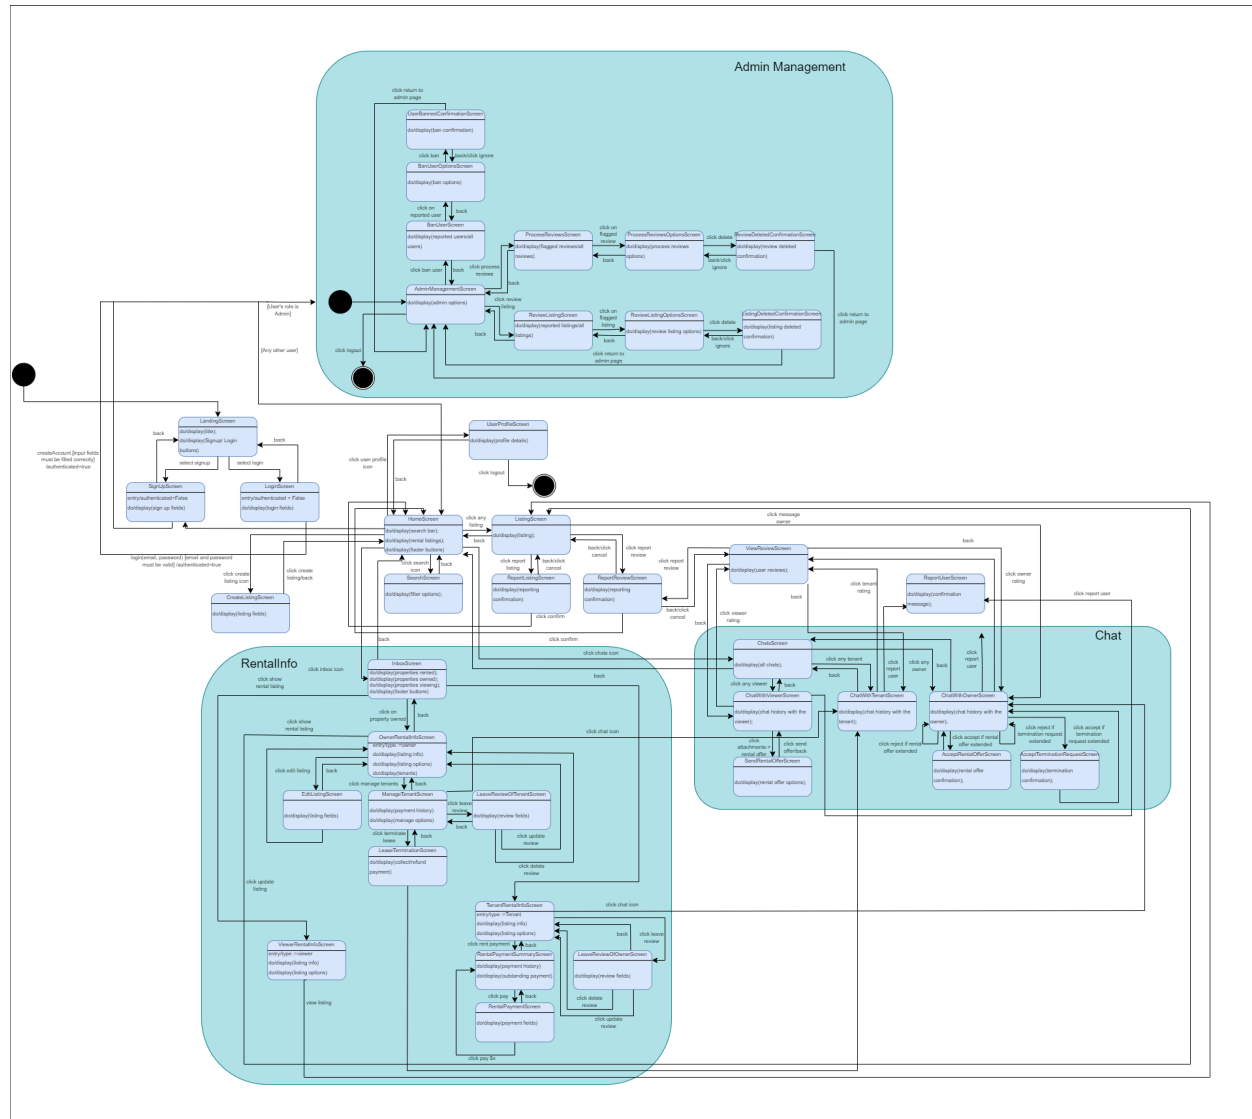 Admin Management
click return to
admin page
UserBannedConfirmationScreen
do/display(ban confirmation)
click ban
back/click ignore
BanUserOptionsScreen
do/display(ban options)
click on
reported user
back
BanUserScreen
do/display(reported users/all
users)
click ban user
back
click process
reviews
ProcessReviewsScreen
do/display(flagged reviews/all
reviews)
click on
flagged
review
back
ProcessReviewsOptionsScreen
do/display(process reviews
options)
click delete
back/click
ignore
ReviewDeletedConfirmationScreen
do/display(review deleted
confirmation)
back
AdminManagementScreen
do/display(admin options)
click review
listing
back
ReviewListingScreen
do/display(reported listings/all
listings)
click on
flagged
listing
back
ReviewListingOptionsScreen
do/display(review listing options)
click delete
back/click
ignore
ListingDeletedConfirmationScreen
do/display(listing deleted
confirmation)
click return to
admin page
click return to
admin page
click logout
[User's role is
Admin]
[Any other user]
LandingScreen
do/display(title);
do/display(Signup/ Login
buttons)
back
back
select signup
select login
createAccount [input fields
must be filled correctly]
/authenticated=true
SignUpScreen
entry/authenticated=False
do/display(sign up fields)
LoginScreen
entry/authenticated = False
do/display(login fields)
login(email, password) [email and password
must be valid] /authenticated=true
UserProfileScreen
do/display(profile details)
click user profile
icon
back
click logout
HomeScreen
do/display(search bar);
do/display(rental listings);
do/display(footer buttons)
click any
listing
back
ListingScreen
do/display(listing);
click message
owner
click search
icon
back
SearchScreen
do/display(filter options);
click create
listing icon
click create
listing/back
CreateListingScreen
do/display(listing fields)
click report
listing
back/click
cancel
back/click
cancel
click report
review
click report
review
ReportListingScreen
do/display(reporting
confirmation)
ReportReviewScreen
do/display(reporting
confirmation)
click confirm
click confirm
back/click
cancel
ViewReviewScreen
do/display(user reviews);
back
click tenant
rating
click owner
rating
back
back
click viewer
rating
ReportUserScreen
do/display(confirmation
message);
click report user
back
click inbox icon
click chats icon
back
Chat
ChatsScreen
do/display(all chats);
click any tenant
back
click
report
user
click any
owner
back
click
report
user
click any viewer
back
ChatWithViewerScreen
do/display(chat history with the
viewer);
ChatWithTenantScreen
do/display(chat history with the
tenant);
ChatWithOwnerScreen
do/display(chat history with the
owner);
click
attachments->
rental offer
click send
offer/back
SendRentalOfferScreen
do/display(rental offer options);
click reject if rental
offer extended
click accept if rental
offer extended
click reject if
termination request
extended
click accept if
termination
request extended
AcceptRentalOfferScreen
do/display(rental offer
confirmation);
AcceptTerminationRequestScreen
do/display(termination
confirmation);
RentalInfo
InboxScreen
do/display(properties rented);
do/display(properties owned);
do/display(properties viewing);
do/display(footer buttons)
click show
rental listing
click on
property owned
back
click show
rental listing
click chat icon
OwnerRentalInfoScreen
entry/type :=owner
do/display(listing info)
do/display(listing options)
do/display(tenants)
click edit listing
back
click manage tenants
back
EditListingScreen
do/display(listing fields)
ManageTenantScreen
do/display(payment history)
do/display(manage options)
click leave
review
back
LeaveReviewOfTenantScreen
do/display(review fields)
click terminate
lease
back
click update
review
LeaseTerminationScreen
do/display(collect/refund
payment);
click delete
review
click update
listing
TenantRentalInfoScreen
entry/type :=Tenant
do/display(listing info)
do/display(listing options)
click chat icon
back
click leave
review
click rent payment
back
ViewerRentalInfoScreen
entry/type :=viewer
do/display(listing info)
do/display(listing options)
RentalPaymentSummaryScreen
do/display(payment history)
do/display(outstanding payment)
LeaveReviewOfOwnerScreen
do/display(review fields)
click pay
back
click delete
review
view listing
RentalPaymentScreen
do/display(payment fields)
click update
review
click pay $x